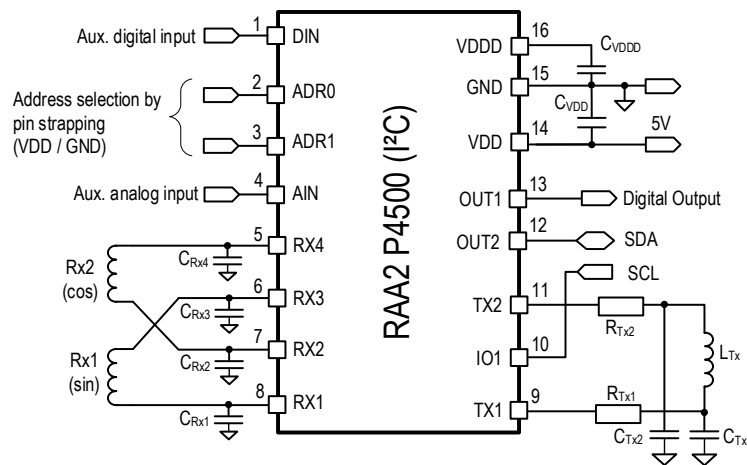 Aux. digital input
1
DIN
Address selection by
pin strapping
(VDD / GND)
2
ADR0
3
ADR1
Aux. analog input
4
AIN
Rx2
(cos)
5
RX4
CRx4
6
RX3
CRx3
Rx1
(sin)
7
RX2
CRx2
8
RX1
CRx1
RAA2 P4500 (I²C)
VDDD
16
CVDDD
GND
15
CVDD
VDD
14
5V
OUT1
13
Digital Output
OUT2
12
SDA
SCL
TX2
11
RTx2
IO1
10
LTx
TX1
9
RTx1
CTx2
CTx